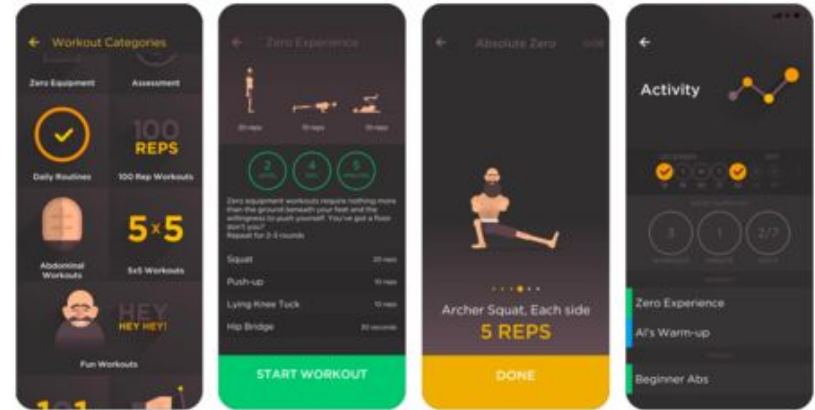 Workout Categories
Zero Equipment
Assessment
Daily Routines
100
REPS
100 Rep Workouts
Abdominal
Workouts
5x5
5x5 Workouts
HEY
HEY HEY!
Fun Workouts
101
Zero Experience
20 reps
10 reps
10 reps
2
4
5
Zero equipment workouts require nothing more
than the ground beneath your feet and the
willingness to push yourself. You've got a floor
don't you?
Repeat for 2-3 rounds
Squat 20 reps
Push-up 10 reps
Lying Knee Tuck 10 reps
Hip Bridge 30 seconds
START WORKOUT
Absolute Zero
Archer Squat, Each side
5 REPS
DONE
Activity
3
1
2/7
Zero Experience
Al's Warm-up
Beginner Abs